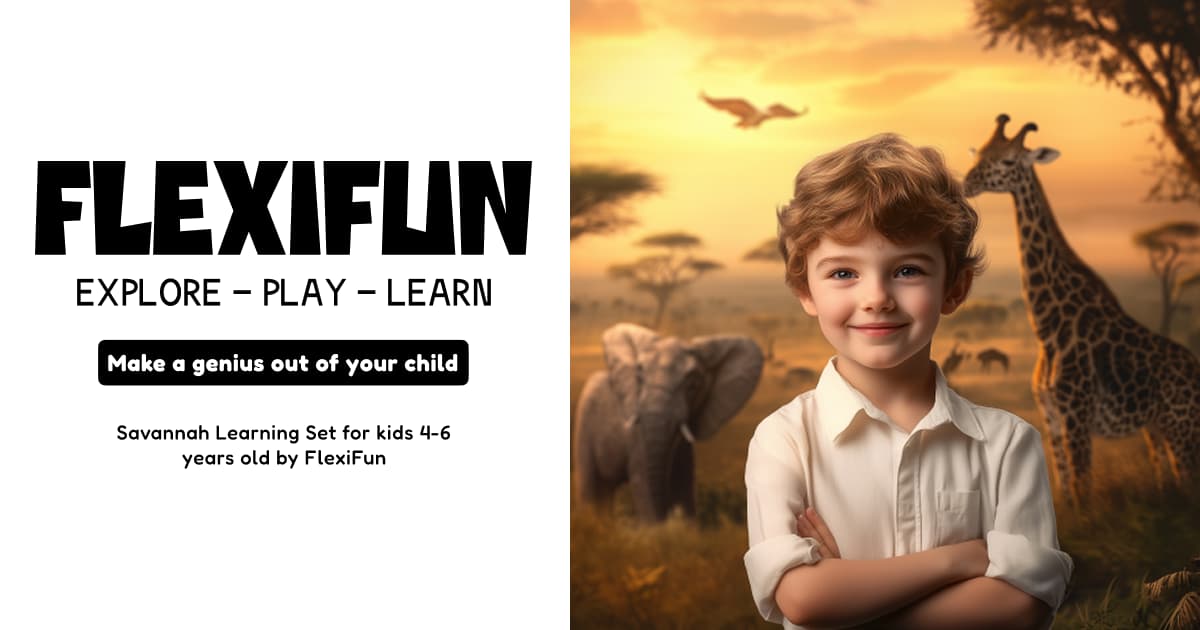 FLEXIFUN
EXPLORE – PLAY – LEARN
Make a genius out of your child
Savannah Learning Set for kids 4-6
years old by FlexiFun